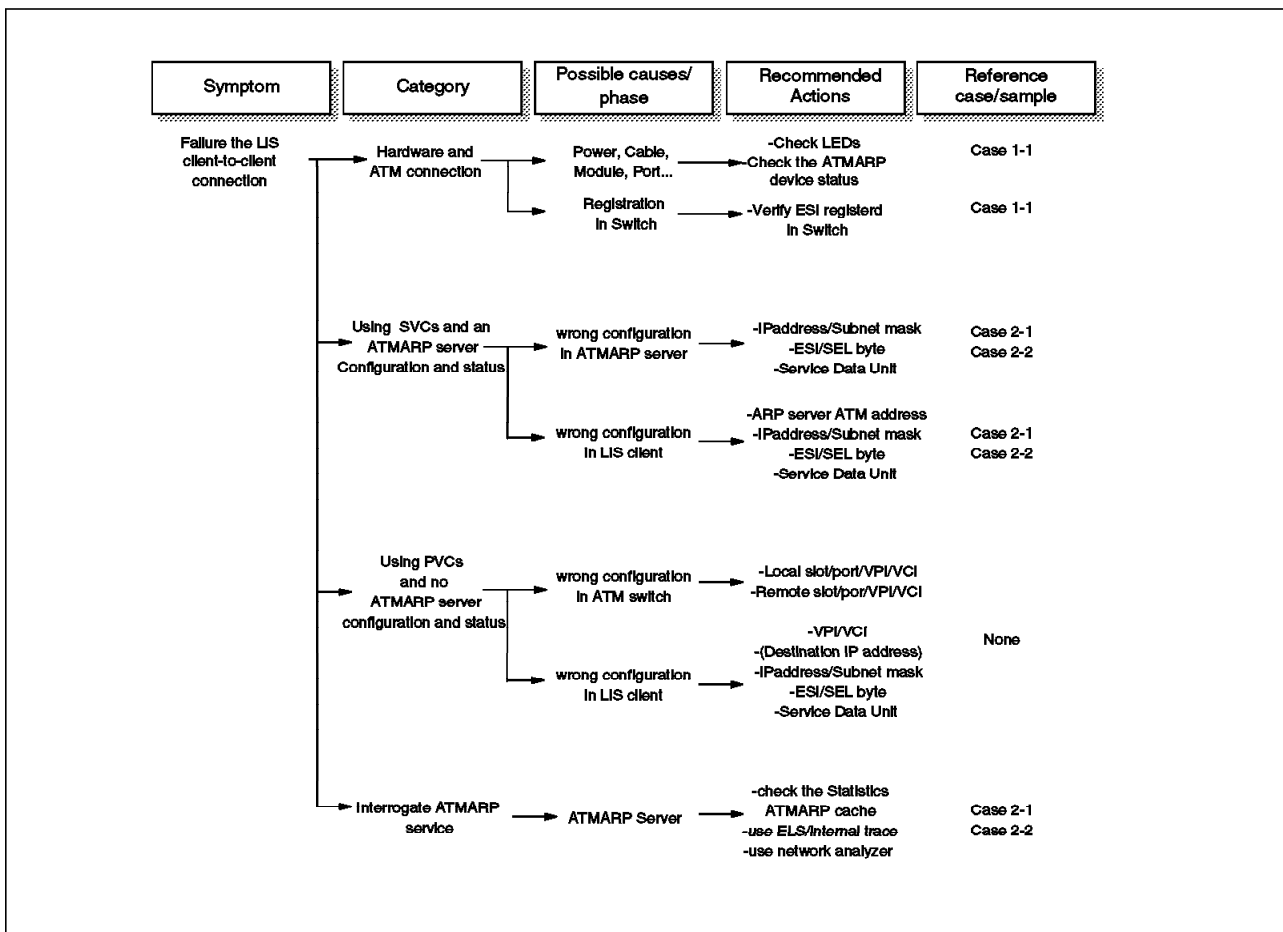 Symptom
Category
Possible causes/
phase
Recommended
Actions
Reference
case/sample
Failure the LIS
client-to-client
connection
Hardware and
ATM connection
Power, Cable,
Module, Port...
-Check LEDs
-Check the ATMARP
device status
Case 1-1
Registration
in Switch
-Verify ESI registerd
in Switch
Case 1-1
Using SVCs and an
ATMARP server
Configuration and status
wrong configuration
in ATMARP server
-IPaddress/Subnet mask
-ESI/SEL byte
-Service Data Unit
Case 2-1
Case 2-2
wrong configuration
in LIS client
-ARP server ATM address
-IPaddress/Subnet mask
-ESI/SEL byte
-Service Data Unit
Case 2-1
Case 2-2
Using PVCs
and no
ATMARP server
configuration and status
wrong configuration
in ATM switch
-Local slot/port/VPI/VCI
-Remote slot/por/VPI/VCI
wrong configuration
in LIS client
-VPI/VCI
-(Destination IP address)
-IPaddress/Subnet mask
-ESI/SEL byte
-Service Data Unit
None
Interrogate ATMARP
service
ATMARP Server
-check the Statistics
ATMARP cache
-use ELS/internal trace
-use network analyzer
Case 2-1
Case 2-2